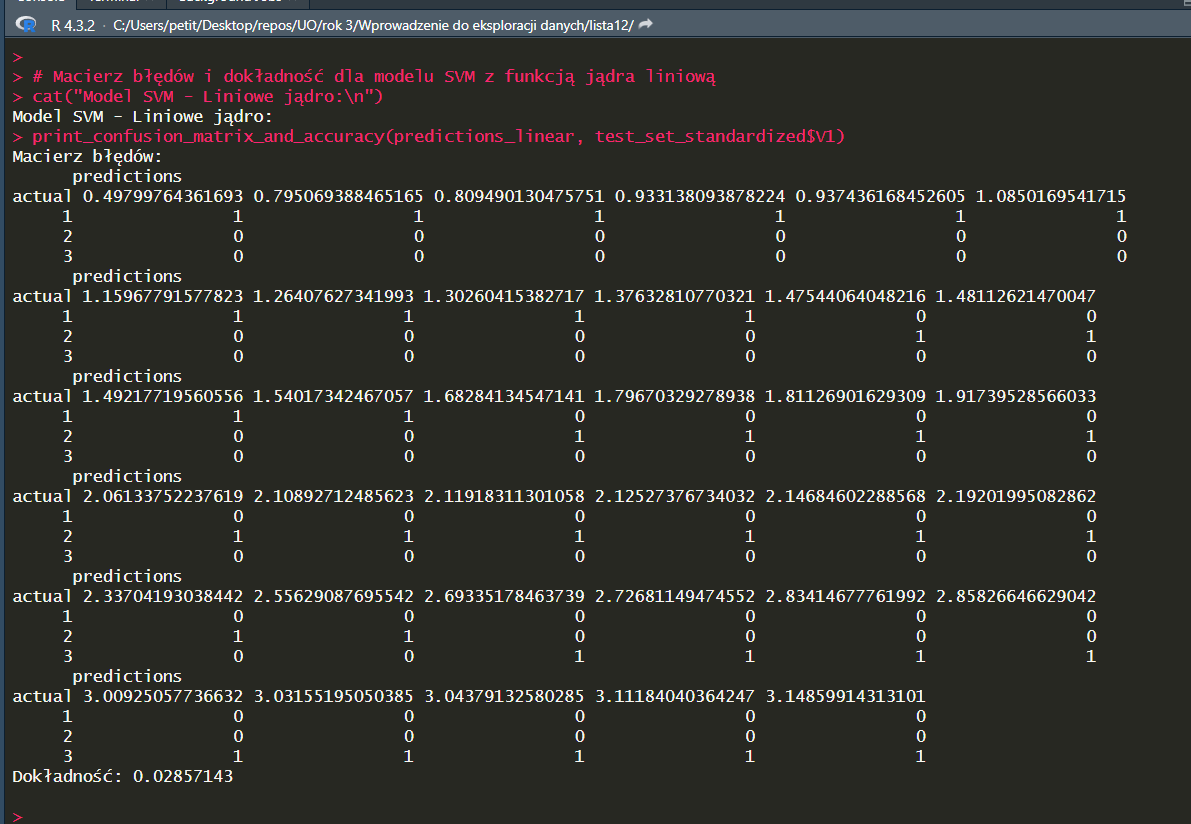 R 4.3.2 · C:/Users/petit/Desktop/repos/UO/rok 3/Wprowadzenie do eksploracji danych/lista12/
>
> # Macierz błędów i dokładność dla modelu SVM z funkcją jądra liniową
> cat("Model SVM - Liniowe jądro:\n")
Model SVM - Liniowe jądro:
> print_confusion_matrix_and_accuracy(predictions_linear, test_set_standardized$V1)
Macierz błędów:
predictions
actual 0.49799764361693 0.795069388465165 0.809490130475751 0.933138093878224 0.937436168452605 1.0850169541715
1 1 1 1 1 1 1
2 0 0 0 0 0 0
3 0 0 0 0 0 0
predictions
actual 1.15967791577823 1.26407627341993 1.30260415382717 1.37632810770321 1.47544064048216 1.48112621470047
1 1 1 1 1 0 0
2 0 0 0 0 1 1
3 0 0 0 0 0 0
predictions
actual 1.49217719560556 1.54017342467057 1.68284134547141 1.79670329278938 1.81126901629309 1.91739528566033
1 1 1 0 0 0 0
2 0 0 1 1 1 1
3 0 0 0 0 0 0
predictions
actual 2.06133752237619 2.10892712485623 2.11918311301058 2.12527376734032 2.14684602288568 2.19201995082862
1 0 0 0 0 0 0
2 1 1 1 1 1 1
3 0 0 0 0 0 0
predictions
actual 2.33704193038442 2.55629087695542 2.69335178463739 2.72681149474552 2.83414677761992 2.85826646629042
1 0 0 0 0 0 0
2 1 1 0 0 0 0
3 0 0 1 1 1 1
predictions
actual 3.00925057736632 3.03155195050385 3.04379132580285 3.11184040364247 3.14859914313101
1 0 0 0 0 0
2 0 0 0 0 0
3 1 1 1 1 1
Dokładność: 0.02857143
>